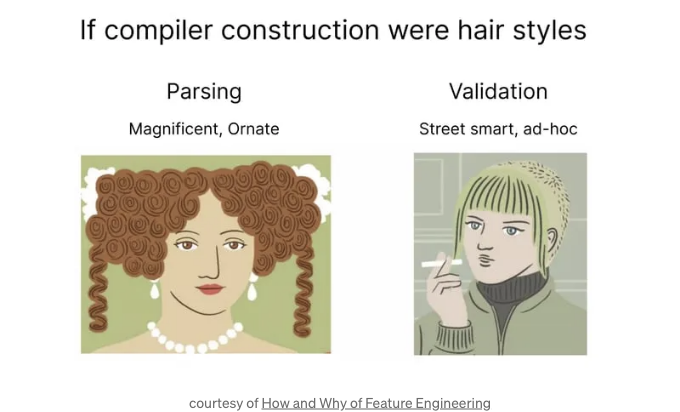 If compiler construction were hair styles
Parsing
Validation
Magnificent, Ornate
Street smart, ad-hoc
courtesy of How and Why of Feature Engineering